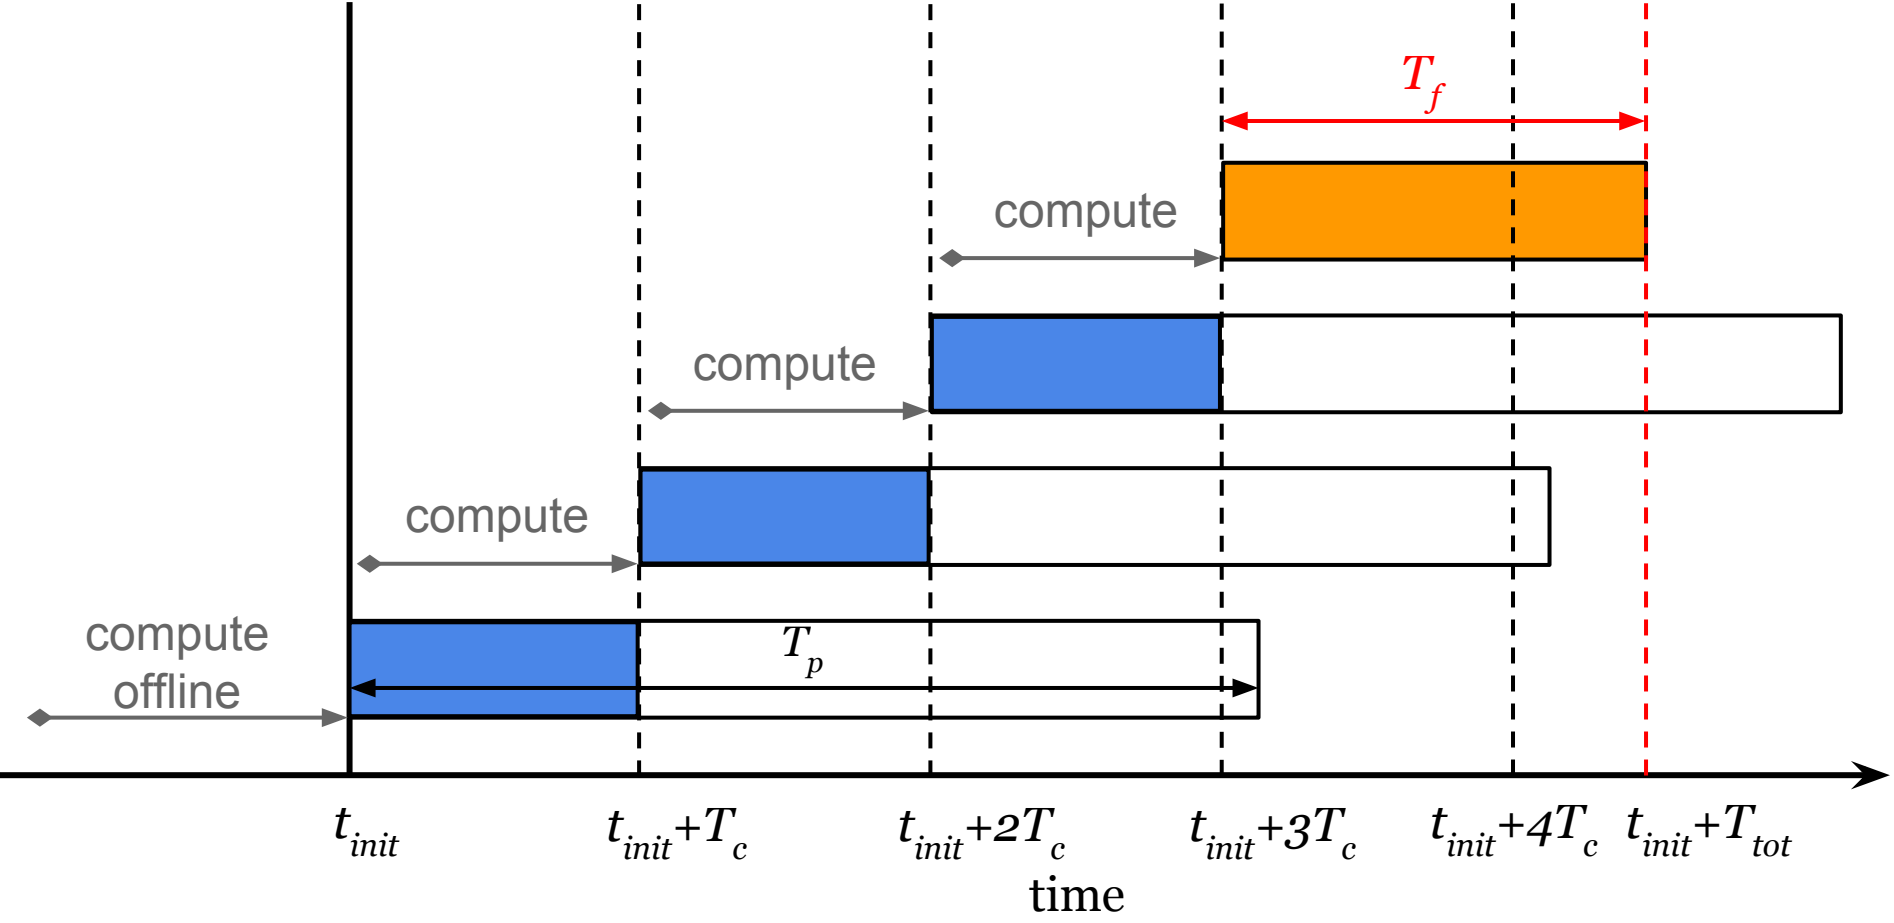 T_f
compute
compute
compute
compute
offline
T_p
t_init
t_init+T_c
t_init+2T_c
t_init+3T_c
t_init+4T_c
t_init+T_tot
time